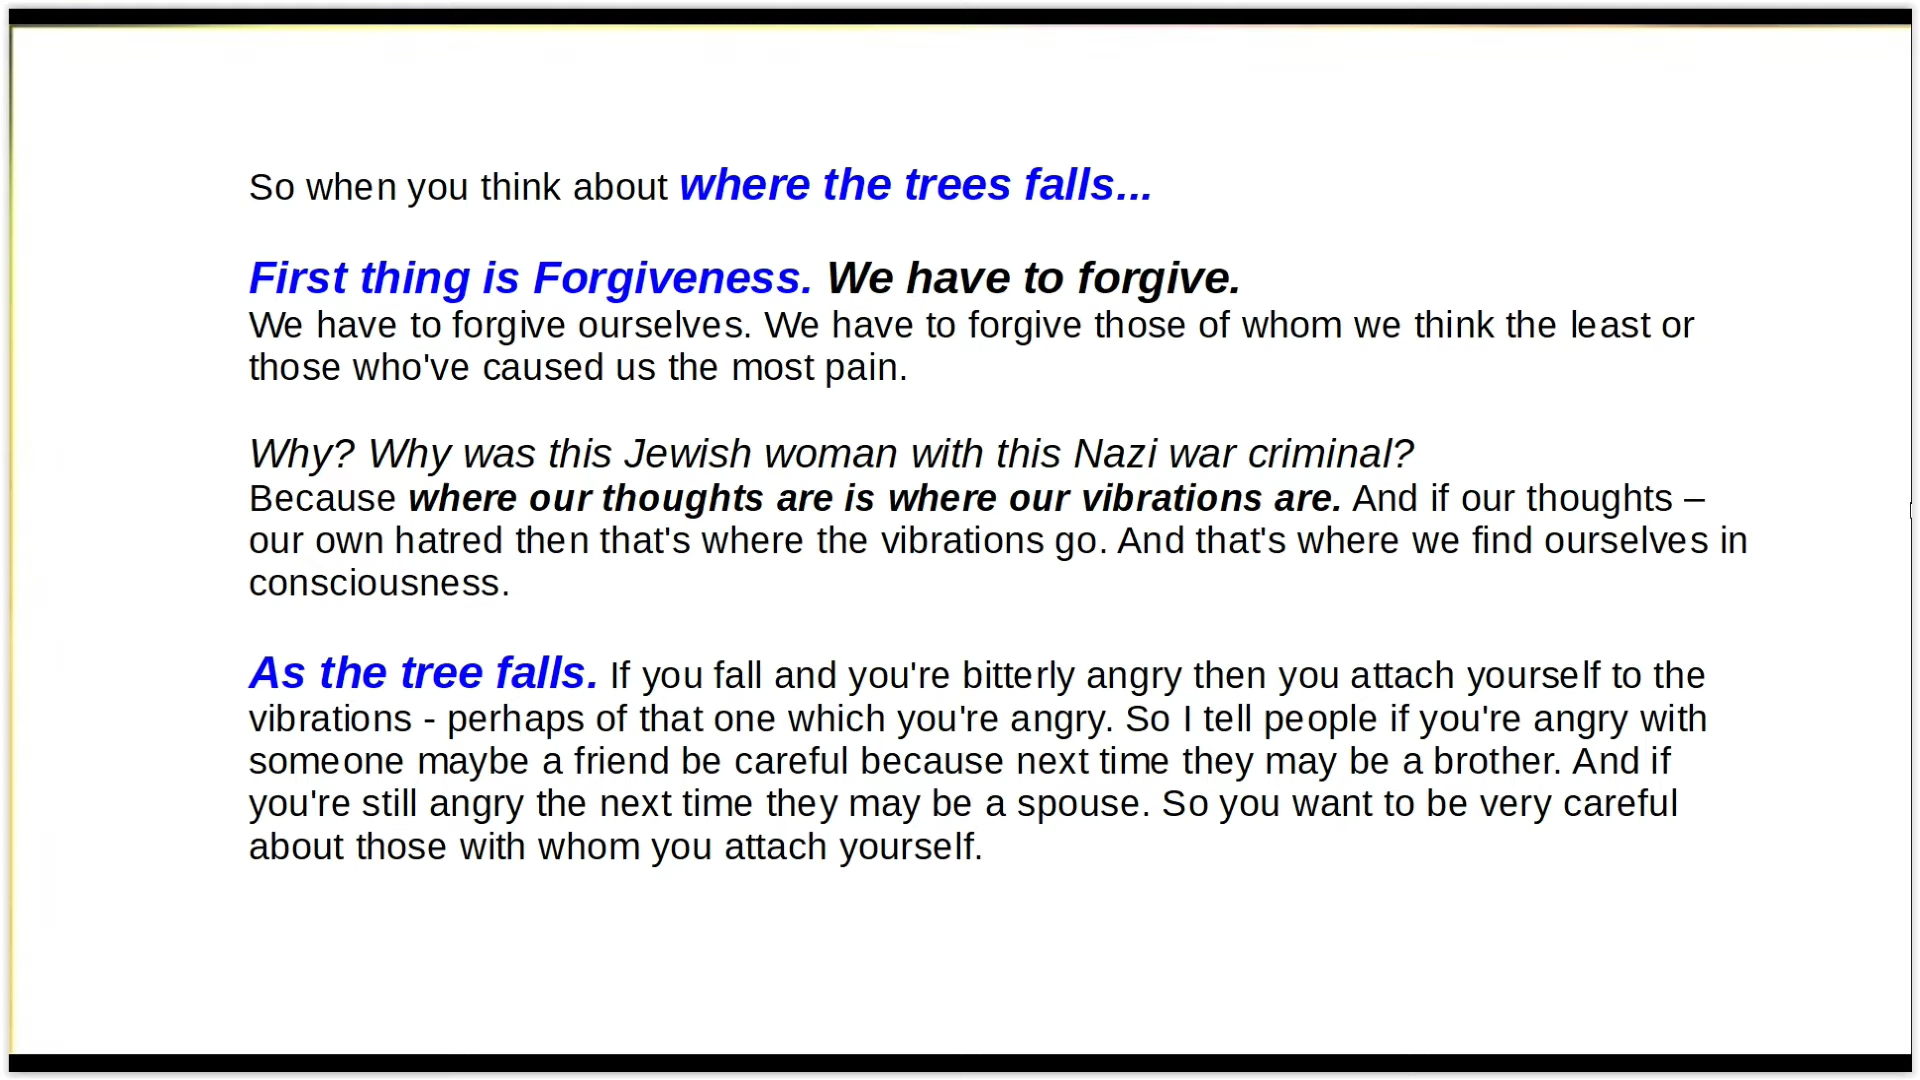 So when you think about where the trees falls...
First thing is Forgiveness. We have to forgive.
We have to forgive ourselves. We have to forgive those of whom we think the least or
those who've caused us the most pain.
Why? Why was this Jewish woman with this Nazi war criminal?
Because where our thoughts are is where our vibrations are. And if our thoughts –
our own hatred then that's where the vibrations go. And that's where we find ourselves in
consciousness.
As the tree falls. If you fall and you're bitterly angry then you attach yourself to the
vibrations - perhaps of that one which you're angry. So I tell people if you're angry with
someone maybe a friend be careful because next time they may be a brother. And if
you're still angry the next time they may be a spouse. So you want to be very careful
about those with whom you attach yourself.